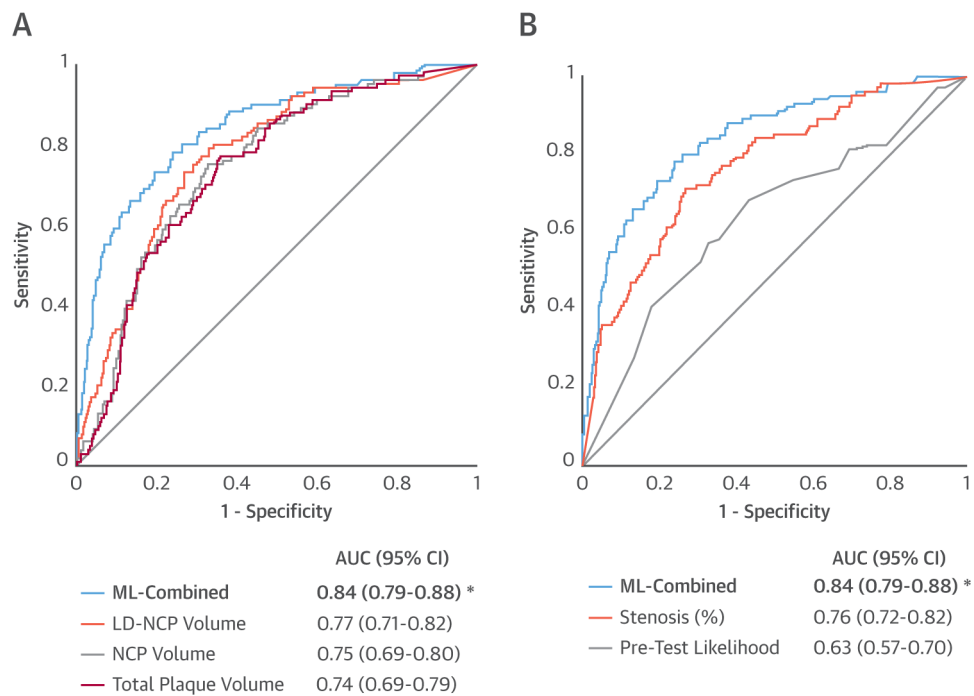 A
B
1
0.8
0.6
0.4
0.2
0
Sensitivity
0
0.2
0.4
0.6
0.8
1
1 - Specificity
AUC (95% CI)
ML-Combined 0.84 (0.79-0.88) *
LD-NCP Volume 0.77 (0.71-0.82)
NCP Volume 0.75 (0.69-0.80)
Total Plaque Volume 0.74 (0.69-0.79)
1
0.8
0.6
0.4
0.2
0
Sensitivity
0
0.2
0.4
0.6
0.8
1
1 - Specificity
AUC (95% CI)
ML-Combined 0.84 (0.79-0.88) *
Stenosis (%) 0.76 (0.72-0.82)
Pre-Test Likelihood 0.63 (0.57-0.70)